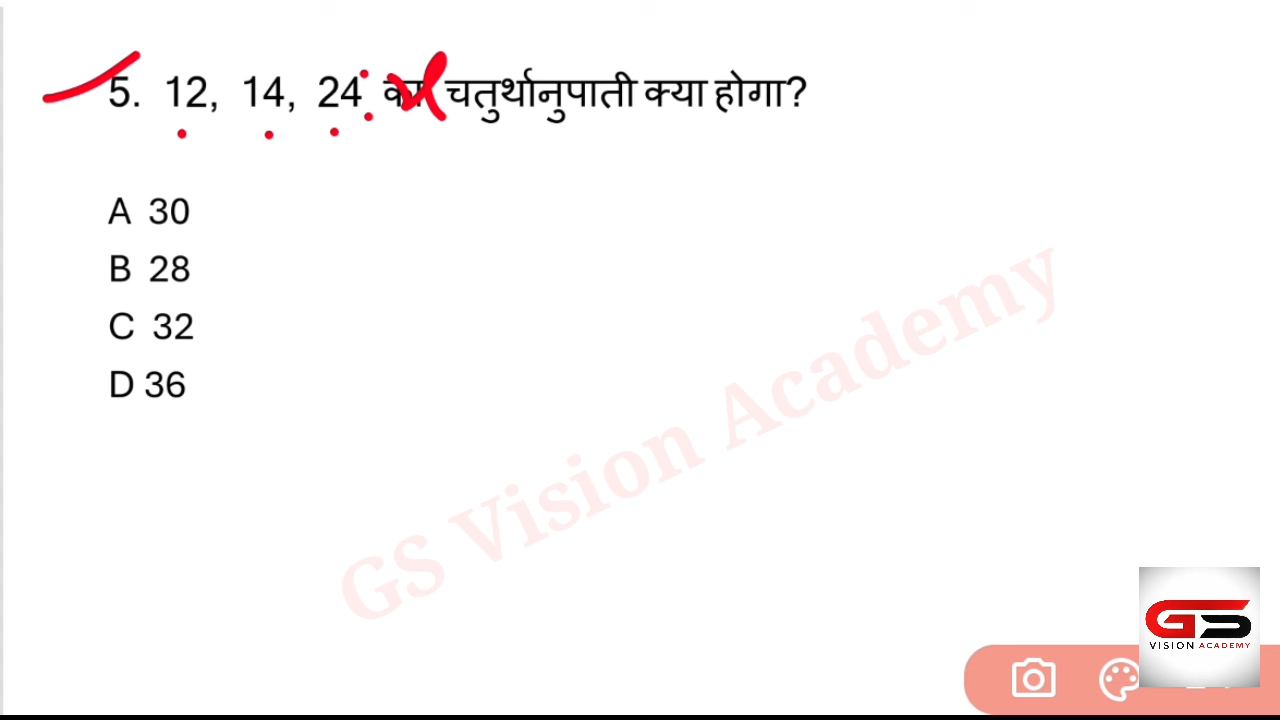 5. 12, 14, 24 का चतुर्थानुपाती क्या होगा?
A 30
B 28
C 32
D 36
GS Vision Academy
GS
VISION ACADEMY